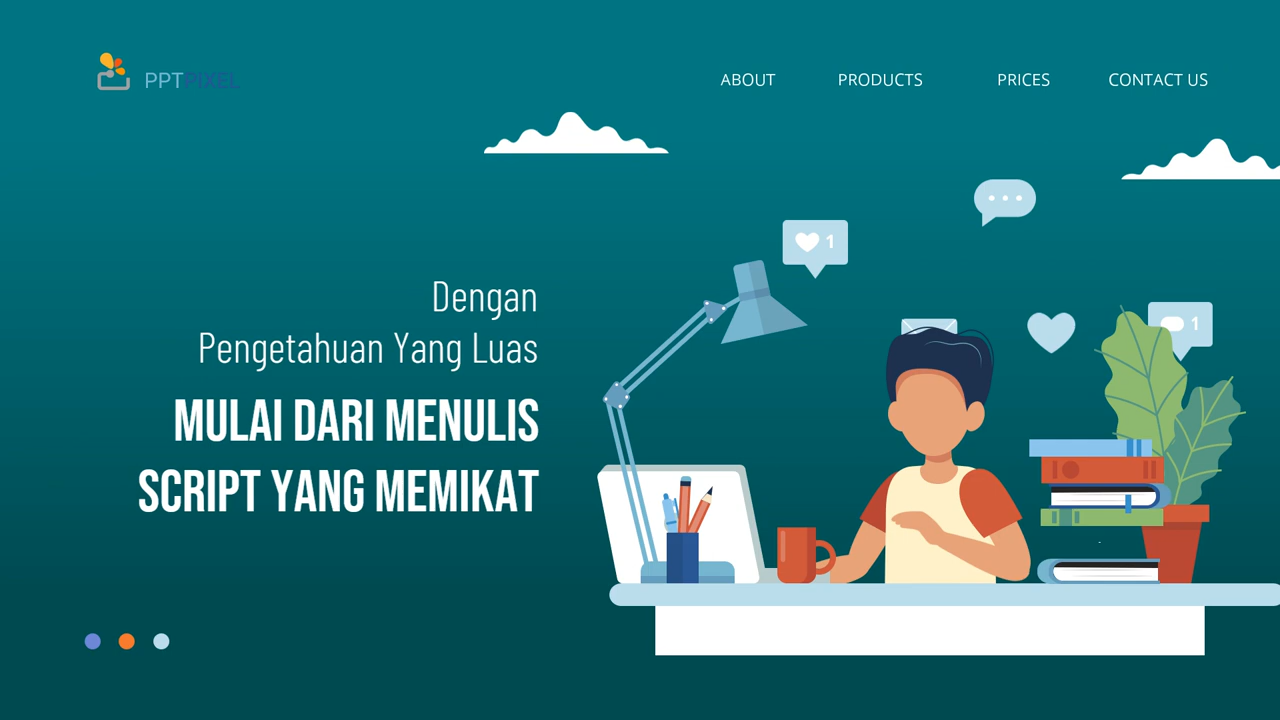 PPTPIXEL
ABOUT PRODUCTS PRICES CONTACT US
1
1
Dengan
Pengetahuan Yang Luas
MULAI DARI MENULIS
SCRIPT YANG MEMIKAT